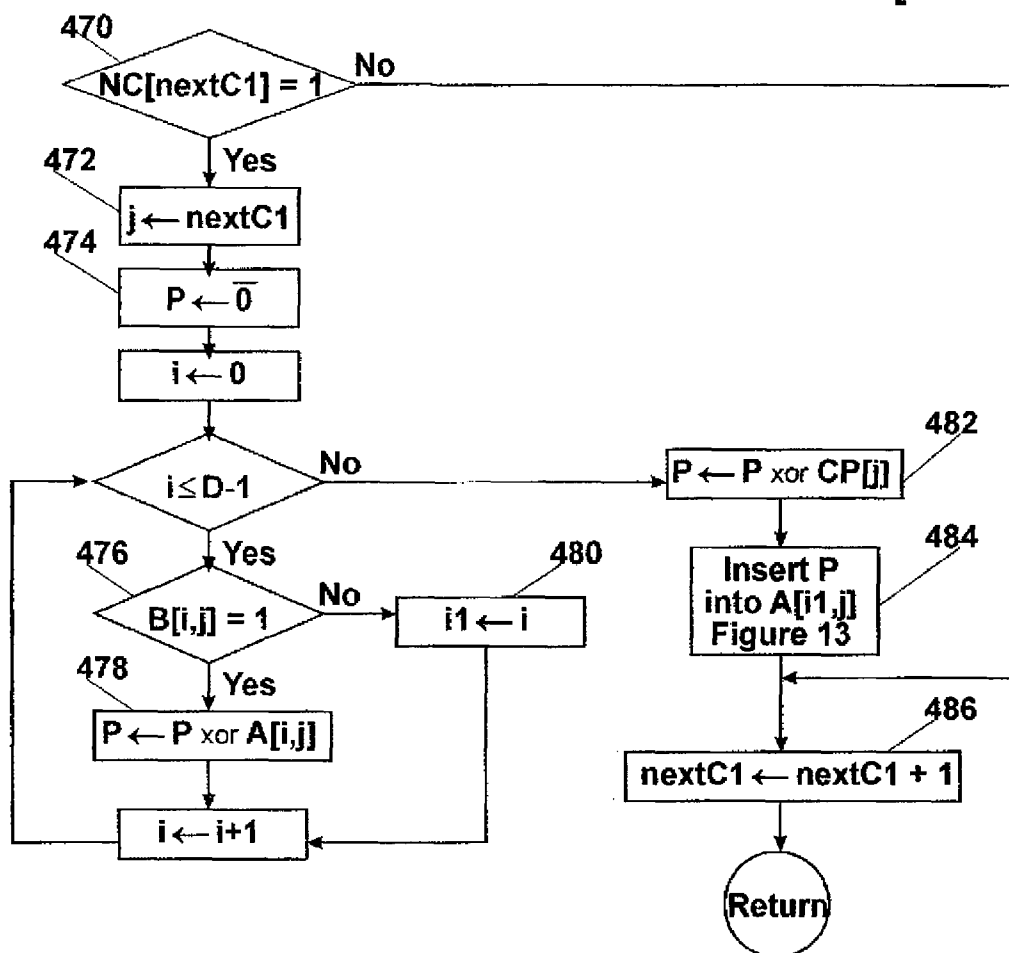 470
NC[nextC1] = 1
No
Yes
472
j ← nextC1
474
P ← 0̅
i ← 0
i ≤ D-1
No
Yes
476
B[i,j] = 1
No
480
i1 ← i
Yes
478
P ← P xor A[i,j]
i ← i+1
482
P ← P xor CP[j]
484
Insert P
into A[i1,j]
Figure 13
486
nextC1 ← nextC1 + 1
Return